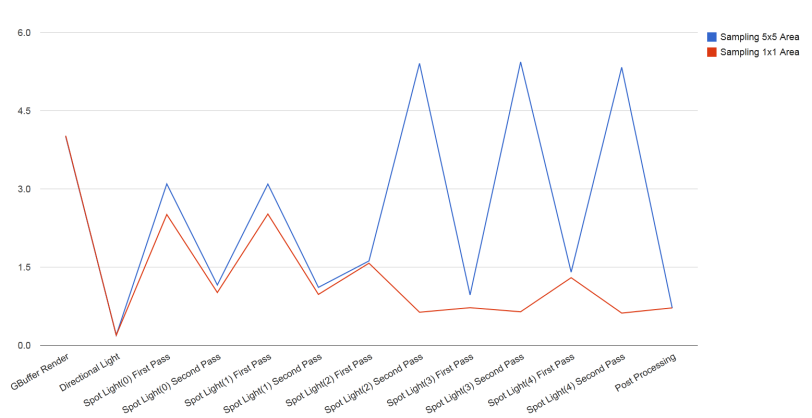 6.0
4.5
3.0
1.5
0.0
Sampling 5x5 Area
Sampling 1x1 Area
GBuffer Render
Directional Light
Spot Light(0) First Pass
Spot Light(0) Second Pass
Spot Light(1) First Pass
Spot Light(1) Second Pass
Spot Light(2) First Pass
Spot Light(2) Second Pass
Spot Light(3) First Pass
Spot Light(3) Second Pass
Spot Light(4) First Pass
Spot Light(4) Second Pass
Post Processing